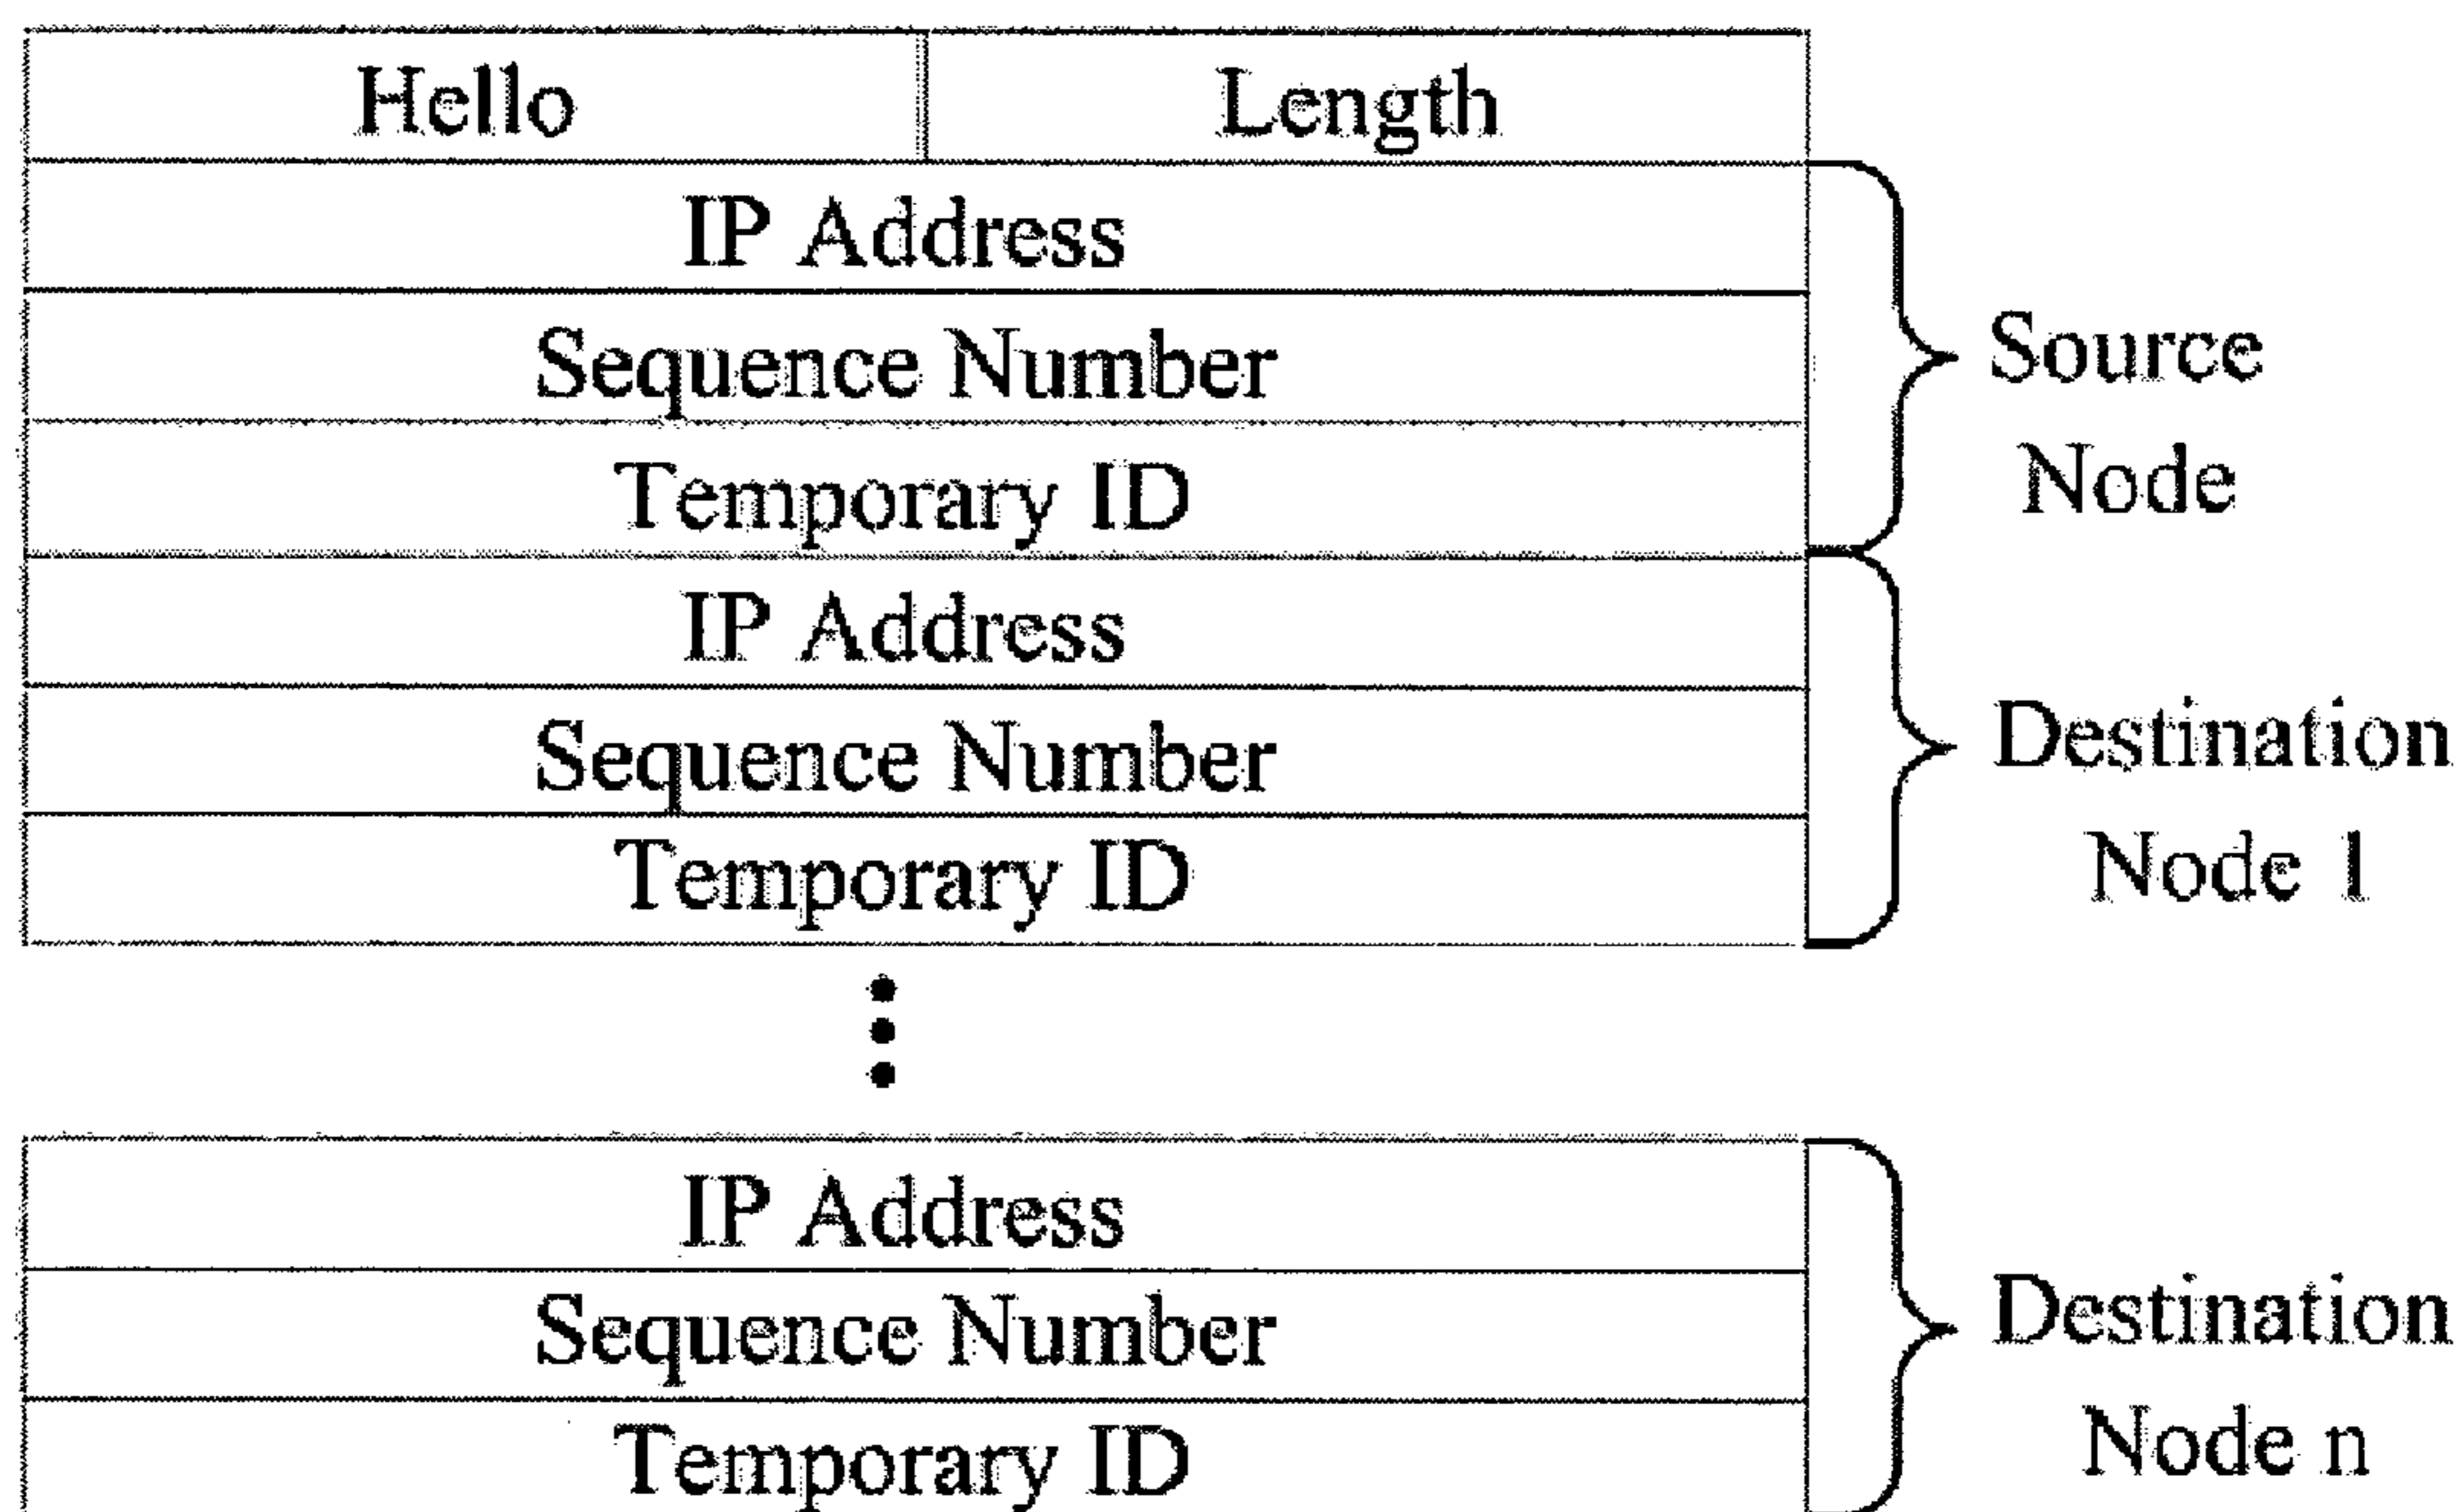 Hello Length
IP Address
Sequence Number
Temporary ID
Source
Node
IP Address
Sequence Number
Temporary ID
Destination
Node 1
IP Address
Sequence Number
Temporary ID
Destination
Node n